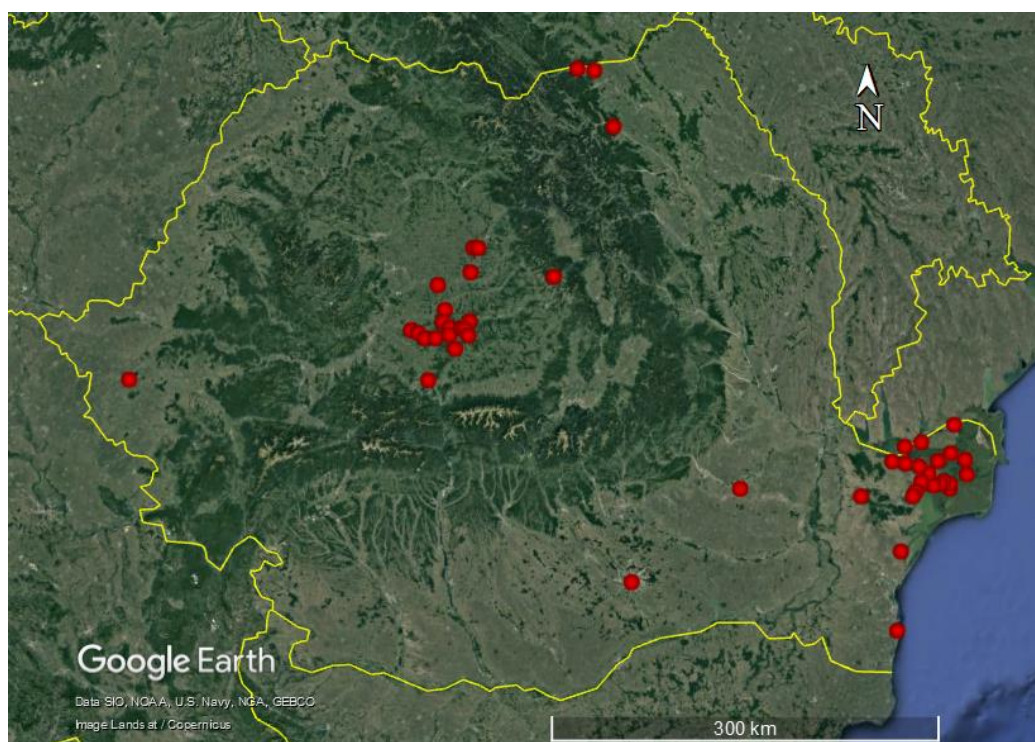 N
Google Earth
Data SIO, NOAA, U.S. Navy, NGA, GEBCO
Image Landsat / Copernicus
300 km